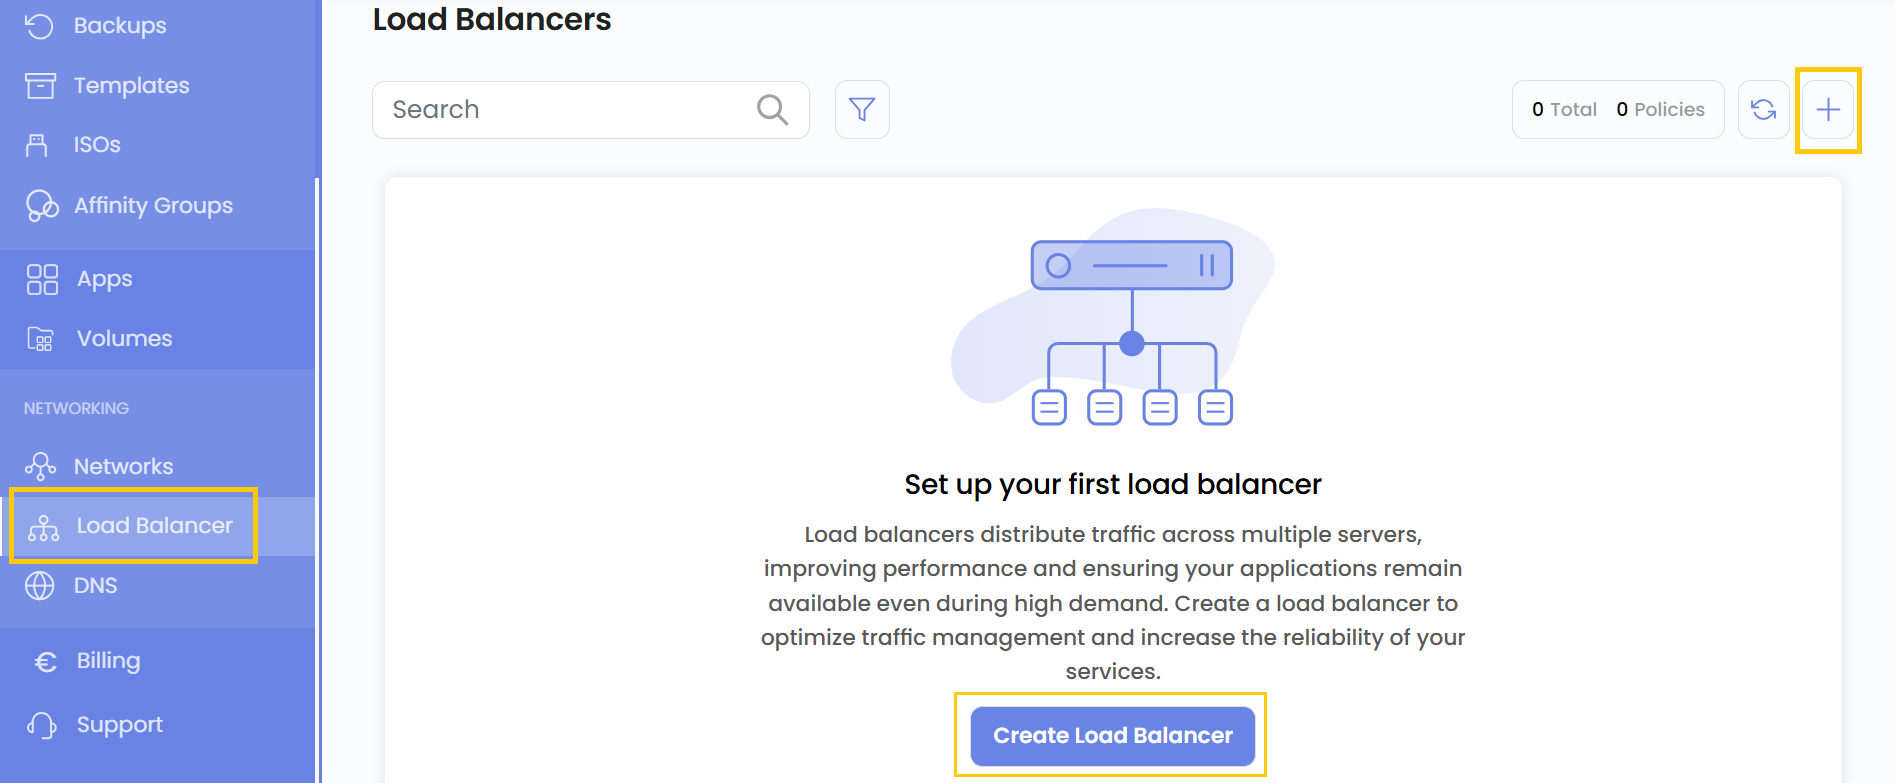 Backups
Templates
ISOs
Affinity Groups
Apps
Volumes
NETWORKING
Networks
Load Balancer
DNS
€ Billing
Support
Load Balancers
Search
0 Total 0 Policies
Set up your first load balancer
Load balancers distribute traffic across multiple servers,
improving performance and ensuring your applications remain
available even during high demand. Create a load balancer to
optimize traffic management and increase the reliability of your
services.
Create Load Balancer